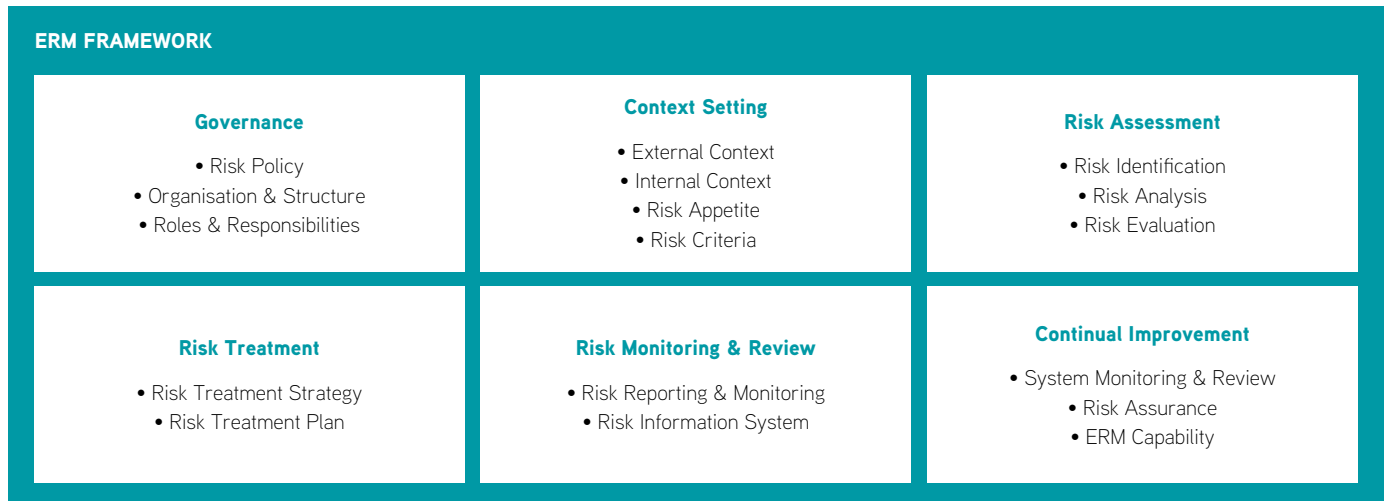 ERM FRAMEWORK
Governance
• Risk Policy
• Organisation & Structure
• Roles & Responsibilities
Context Setting
• External Context
• Internal Context
• Risk Appetite
• Risk Criteria
Risk Assessment
• Risk Identification
• Risk Analysis
• Risk Evaluation
Risk Treatment
• Risk Treatment Strategy
• Risk Treatment Plan
Risk Monitoring & Review
• Risk Reporting & Monitoring
• Risk Information System
Continual Improvement
• System Monitoring & Review
• Risk Assurance
• ERM Capability